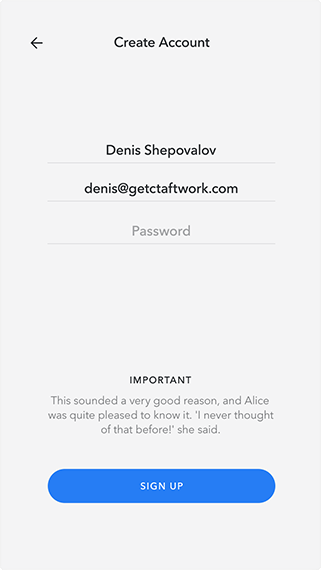 Create Account
Denis Shepovalov
denis@getctaftwork.com
Password
IMPORTANT
This sounded a very good reason, and Alice
was quite pleased to know it. 'I never thought
of that before!' she said.
SIGN UP